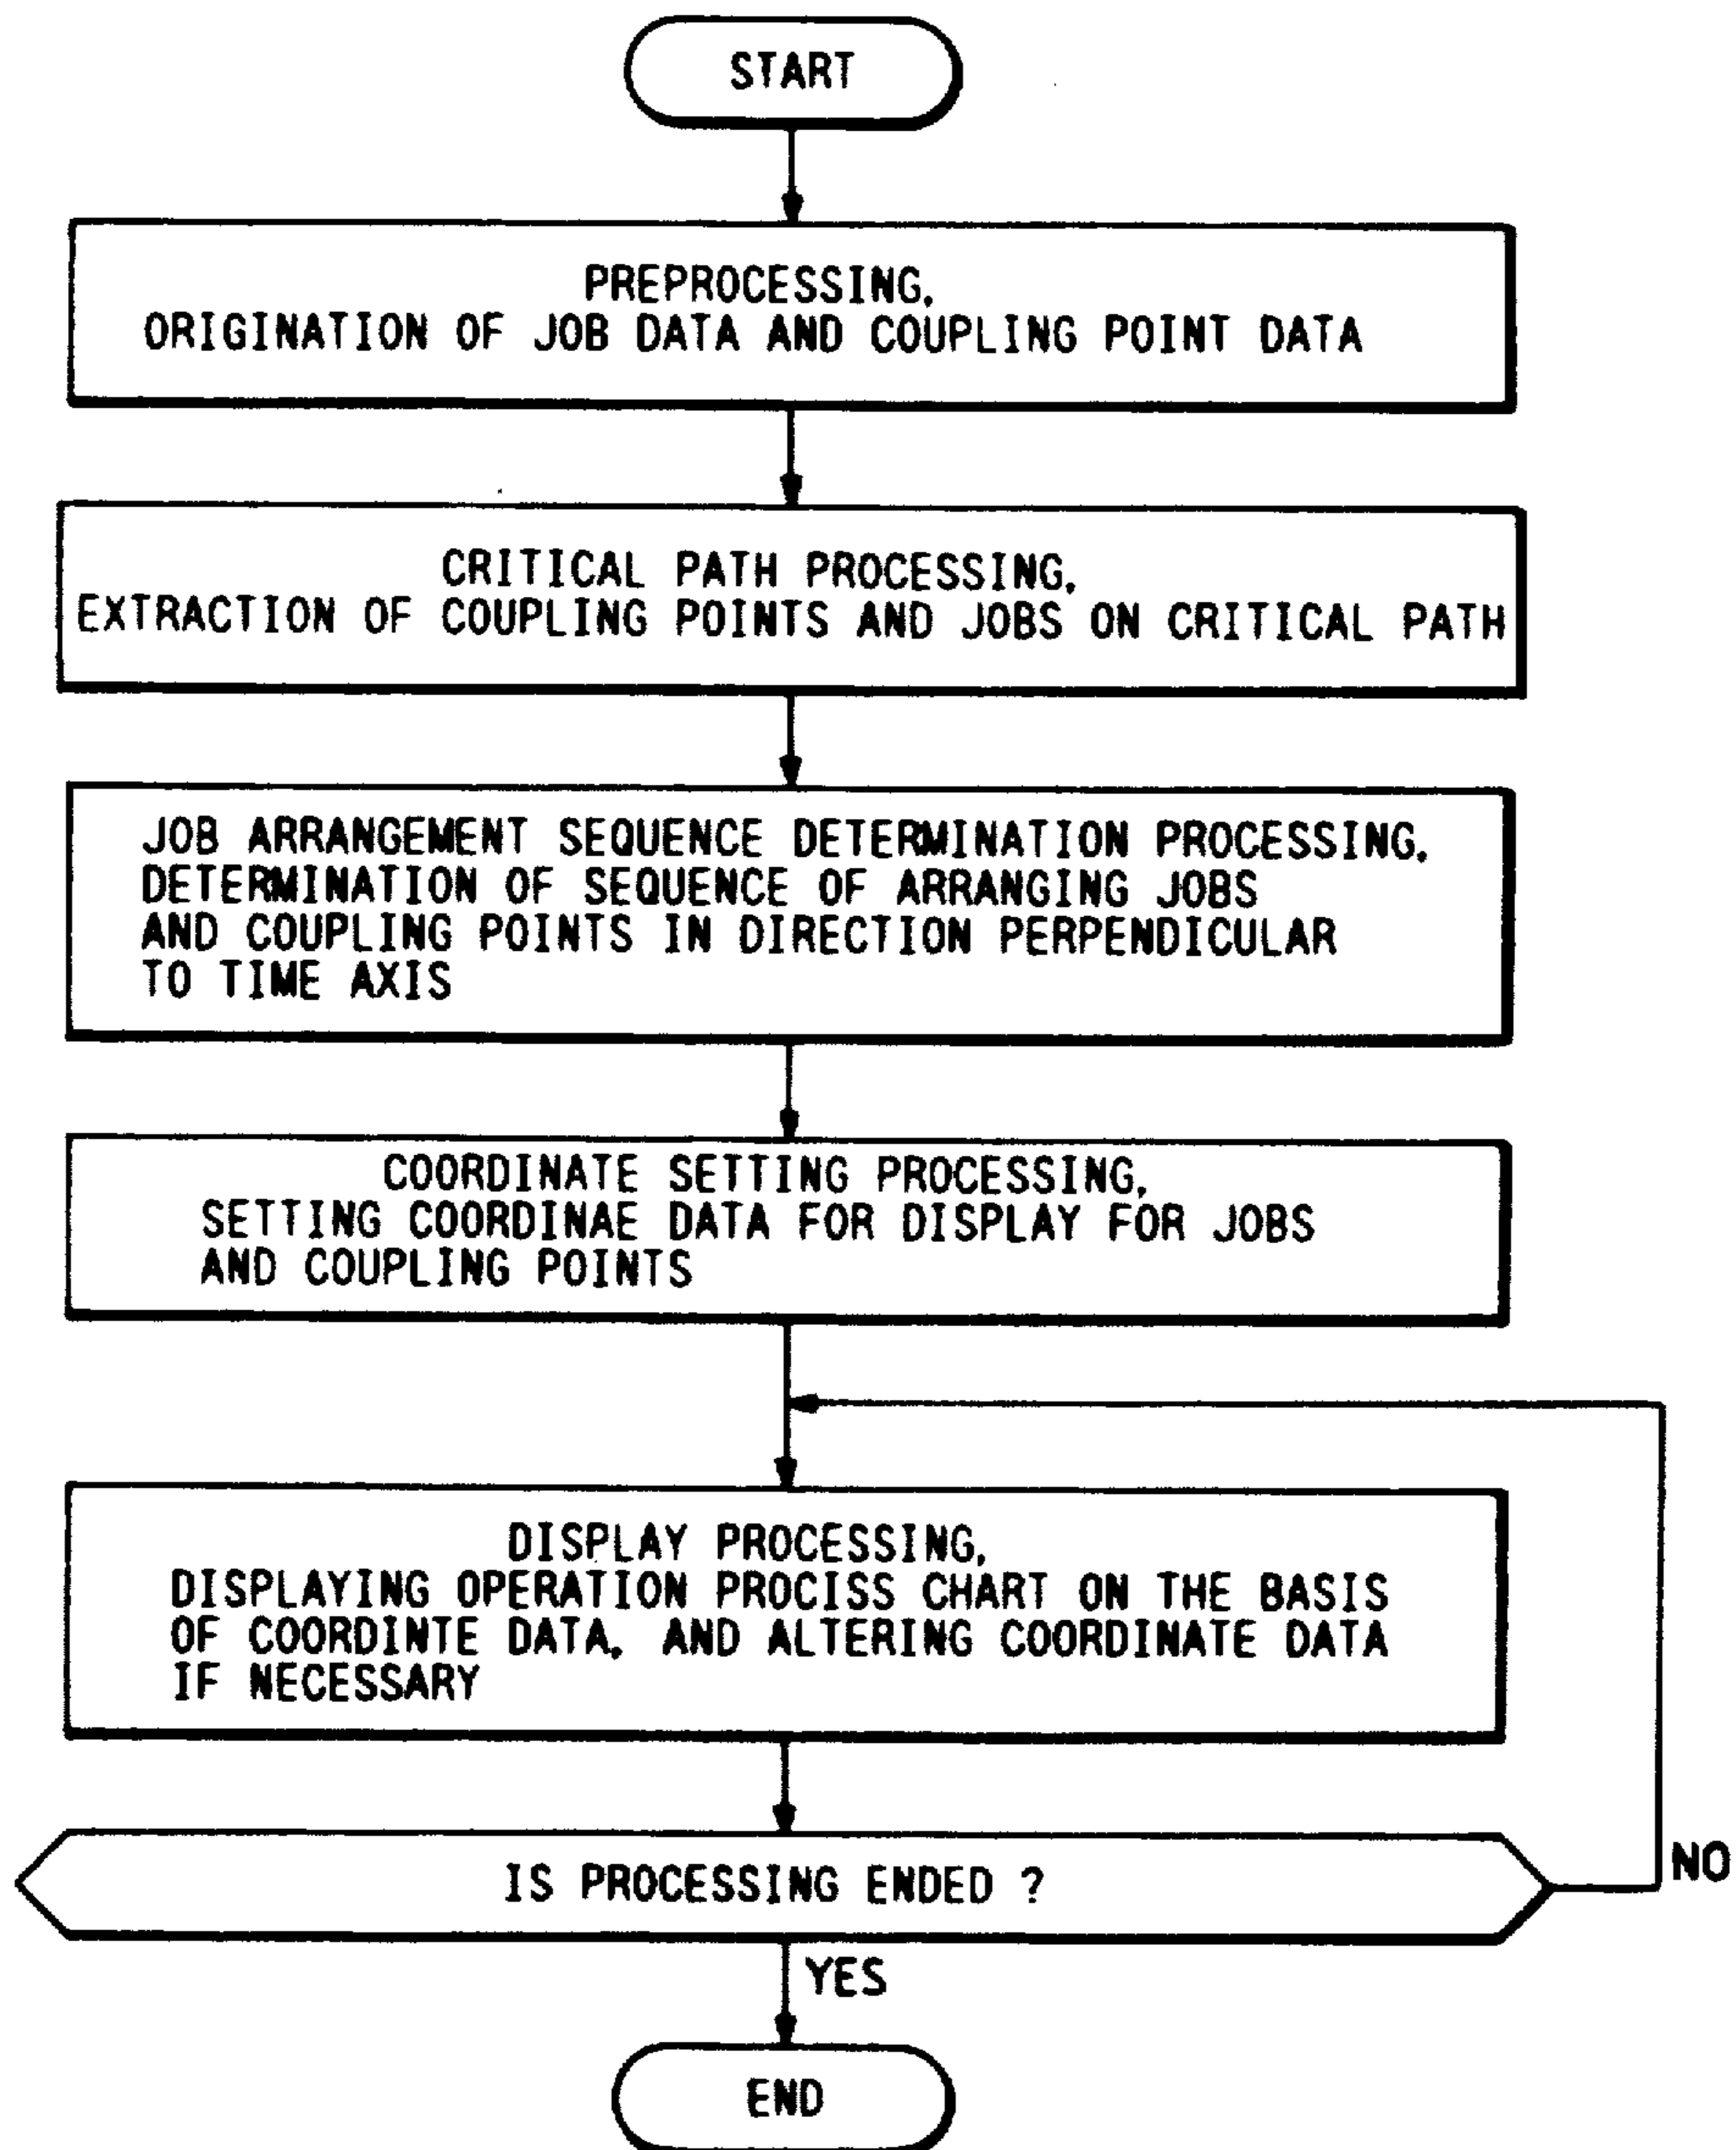 START
PREPROCESSING,
ORIGINATION OF JOB DATA AND COUPLING POINT DATA
CRITICAL PATH PROCESSING,
EXTRACTION OF COUPLING POINTS AND JOBS ON CRITICAL PATH
JOB ARRANGEMENT SEQUENCE DETERMINATION PROCESSING,
DETERMINATION OF SEQUENCE OF ARRANGING JOBS
AND COUPLING POINTS IN DIRECTION PERPENDICULAR
TO TIME AXIS
COORDINATE SETTING PROCESSING,
SETTING COORDINAE DATA FOR DISPLAY FOR JOBS
AND COUPLING POINTS
DISPLAY PROCESSING,
DISPLAYING OPERATION PROCISS CHART ON THE BASIS
OF COORDINTE DATA, AND ALTERING COORDINATE DATA
IF NECESSARY
IS PROCESSING ENDED ?
NO
YES
END